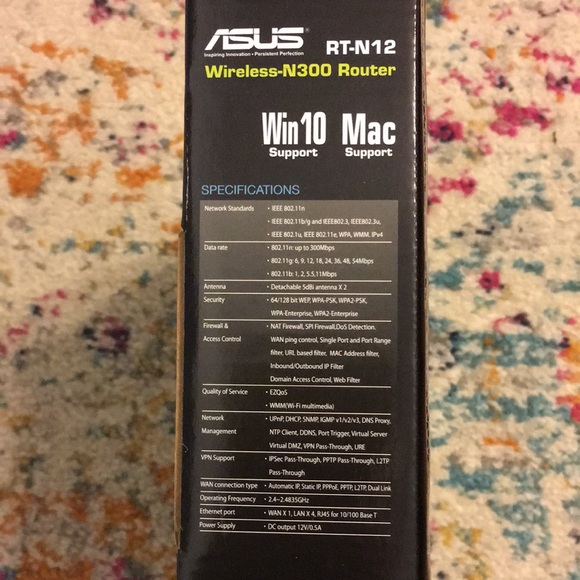 ASUS RT-N12
Inspiring Innovation • Persistent Perfection
Wireless-N300 Router
Win10 Mac
Support Support
SPECIFICATIONS
Network Standards • IEEE 802.11n
• IEEE 802.11b/g and IEEE802.3, IEEE802.3u,
• IEEE 802.1u, IEEE 802.11e, WPA, WMM. IPv4
Data rate • 802.11n: up to 300Mbps
• 802.11g: 6, 9, 12, 18, 24, 36, 48, 54Mbps
• 802.11b: 1, 2, 5.5,11Mbps
Antenna • Detachable 5dBi antenna X 2
Security • 64/128 bit WEP, WPA-PSK, WPA2-PSK,
WPA-Enterprise, WPA2-Enterprise
Firewall & • NAT Firewall, SPI Firewall,DoS Detection.
Access Control WAN ping control, Single Port and Port Range
filter, URL based filter, MAC Address filter,
Inbound/Outbound IP Filter
Domain Access Control, Web Filter
Quality of Service • EZQoS
• WMM(Wi-Fi multimedia)
Network • UPnP, DHCP, SNMP, IGMP v1/v2/v3, DNS Proxy,
Management NTP Client, DDNS, Port Trigger, Virtual Server
Virtual DMZ, VPN Pass-Through, URE
VPN Support • IPSec Pass-Through, PPTP Pass-Through, L2TP
Pass-Through
WAN connection type • Automatic IP, Static IP, PPPoE, PPTP, L2TP, Dual Link
Operating Frequency • 2.4~2.4835GHz
Ethernet port • WAN X 1, LAN X 4, RJ45 for 10/100 Base T
Power Supply • DC output 12V/0.5A